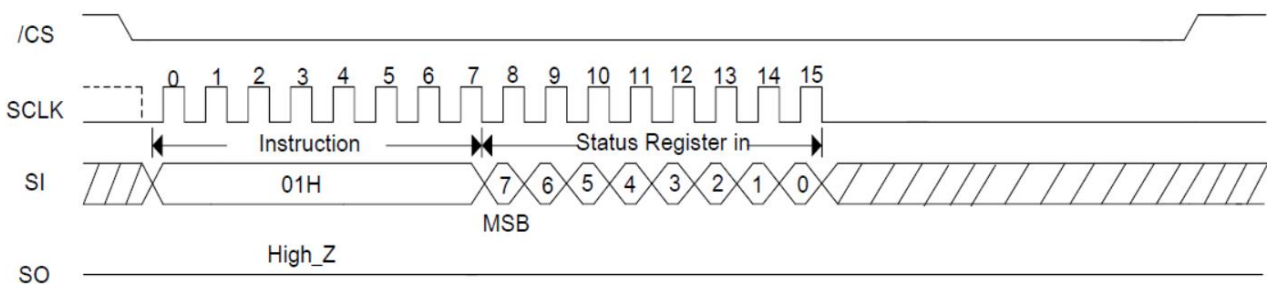 /CS
0 1 2 3 4 5 6 7 8 9 10 11 12 13 14 15
SCLK
Instruction Status Register in
SI 01H 7 6 5 4 3 2 1 0
MSB
High_Z
SO